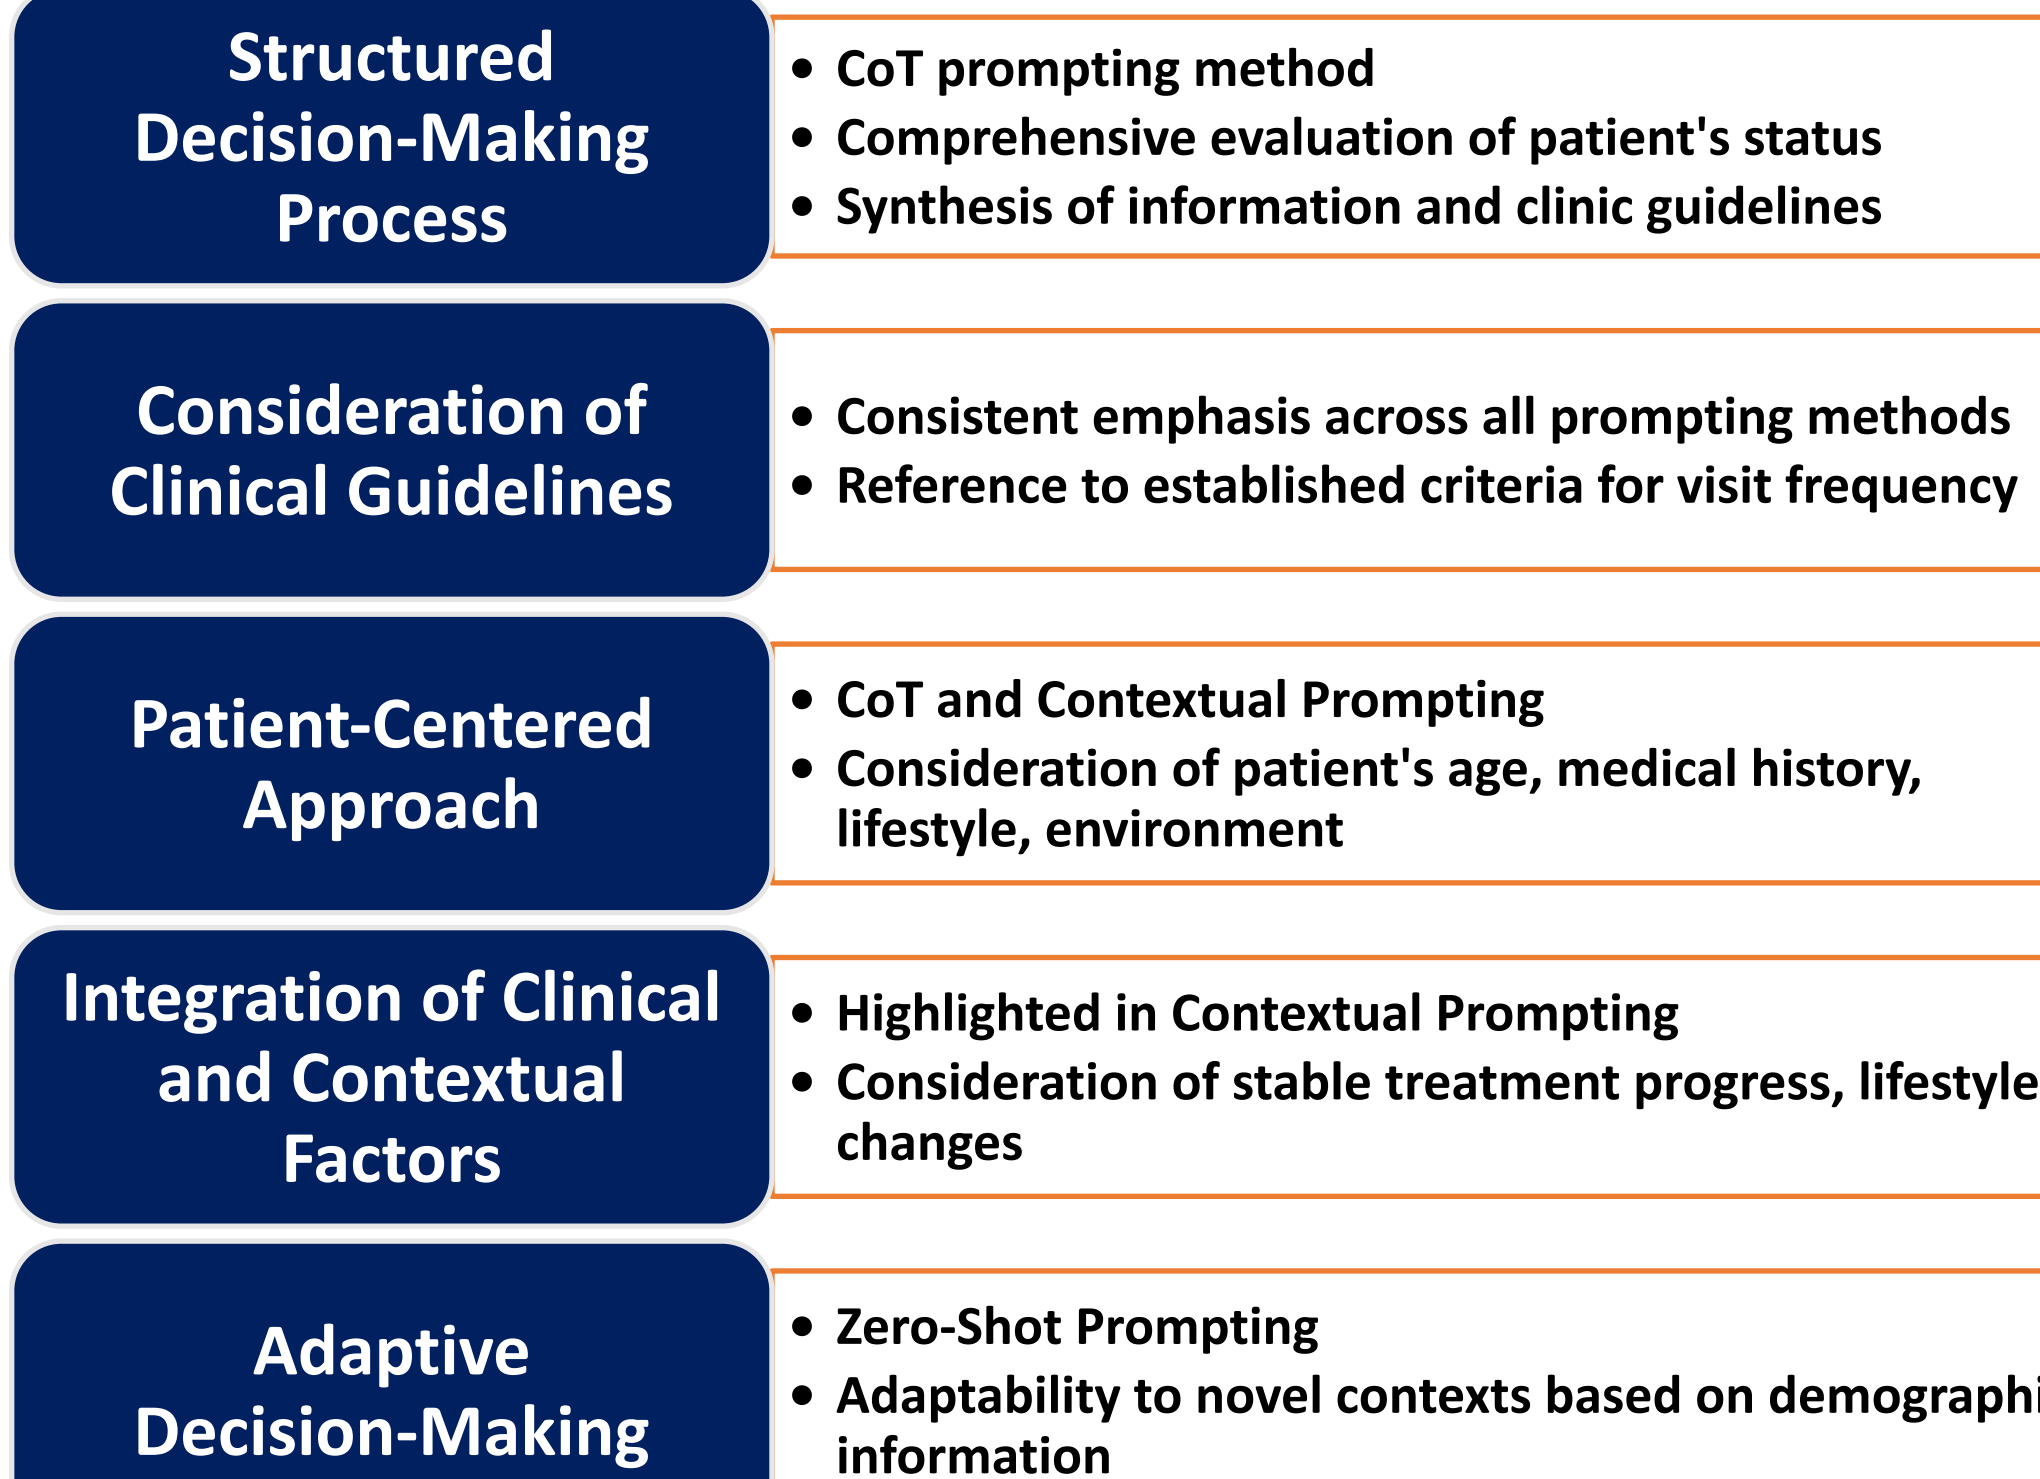 Structured
Decision-Making
Process
• CoT prompting method
• Comprehensive evaluation of patient's status
• Synthesis of information and clinic guidelines
Consideration of
Clinical Guidelines
• Consistent emphasis across all prompting methods
• Reference to established criteria for visit frequency
Patient-Centered
Approach
• CoT and Contextual Prompting
• Consideration of patient's age, medical history,
lifestyle, environment
Integration of Clinical
and Contextual
Factors
• Highlighted in Contextual Prompting
• Consideration of stable treatment progress, lifestyle
changes
Adaptive
Decision-Making
• Zero-Shot Prompting
• Adaptability to novel contexts based on demographi
information